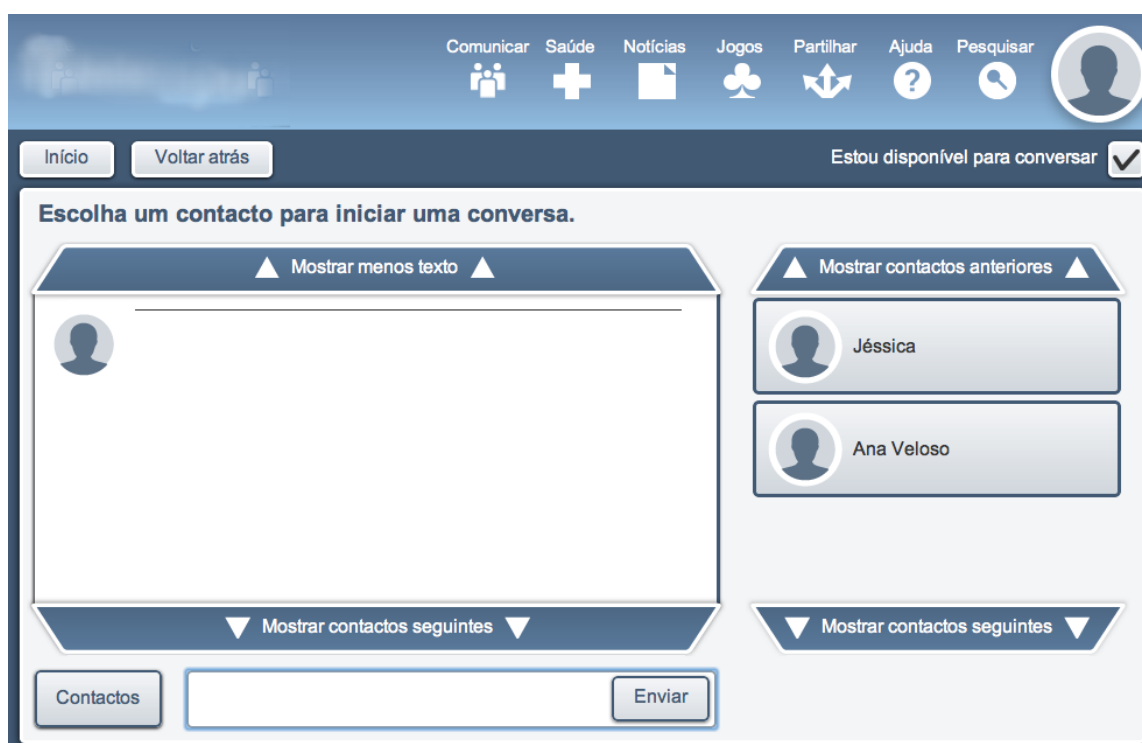 Comunicar Saúde Notícias Jogos Partilhar Ajuda Pesquisar
?
Início Voltar atrás Estou disponível para conversar
Escolha um contacto para iniciar uma conversa.
Mostrar menos texto Mostrar contactos anteriores
Jéssica
Ana Veloso
Mostrar contactos seguintes Mostrar contactos seguintes
Contactos Enviar